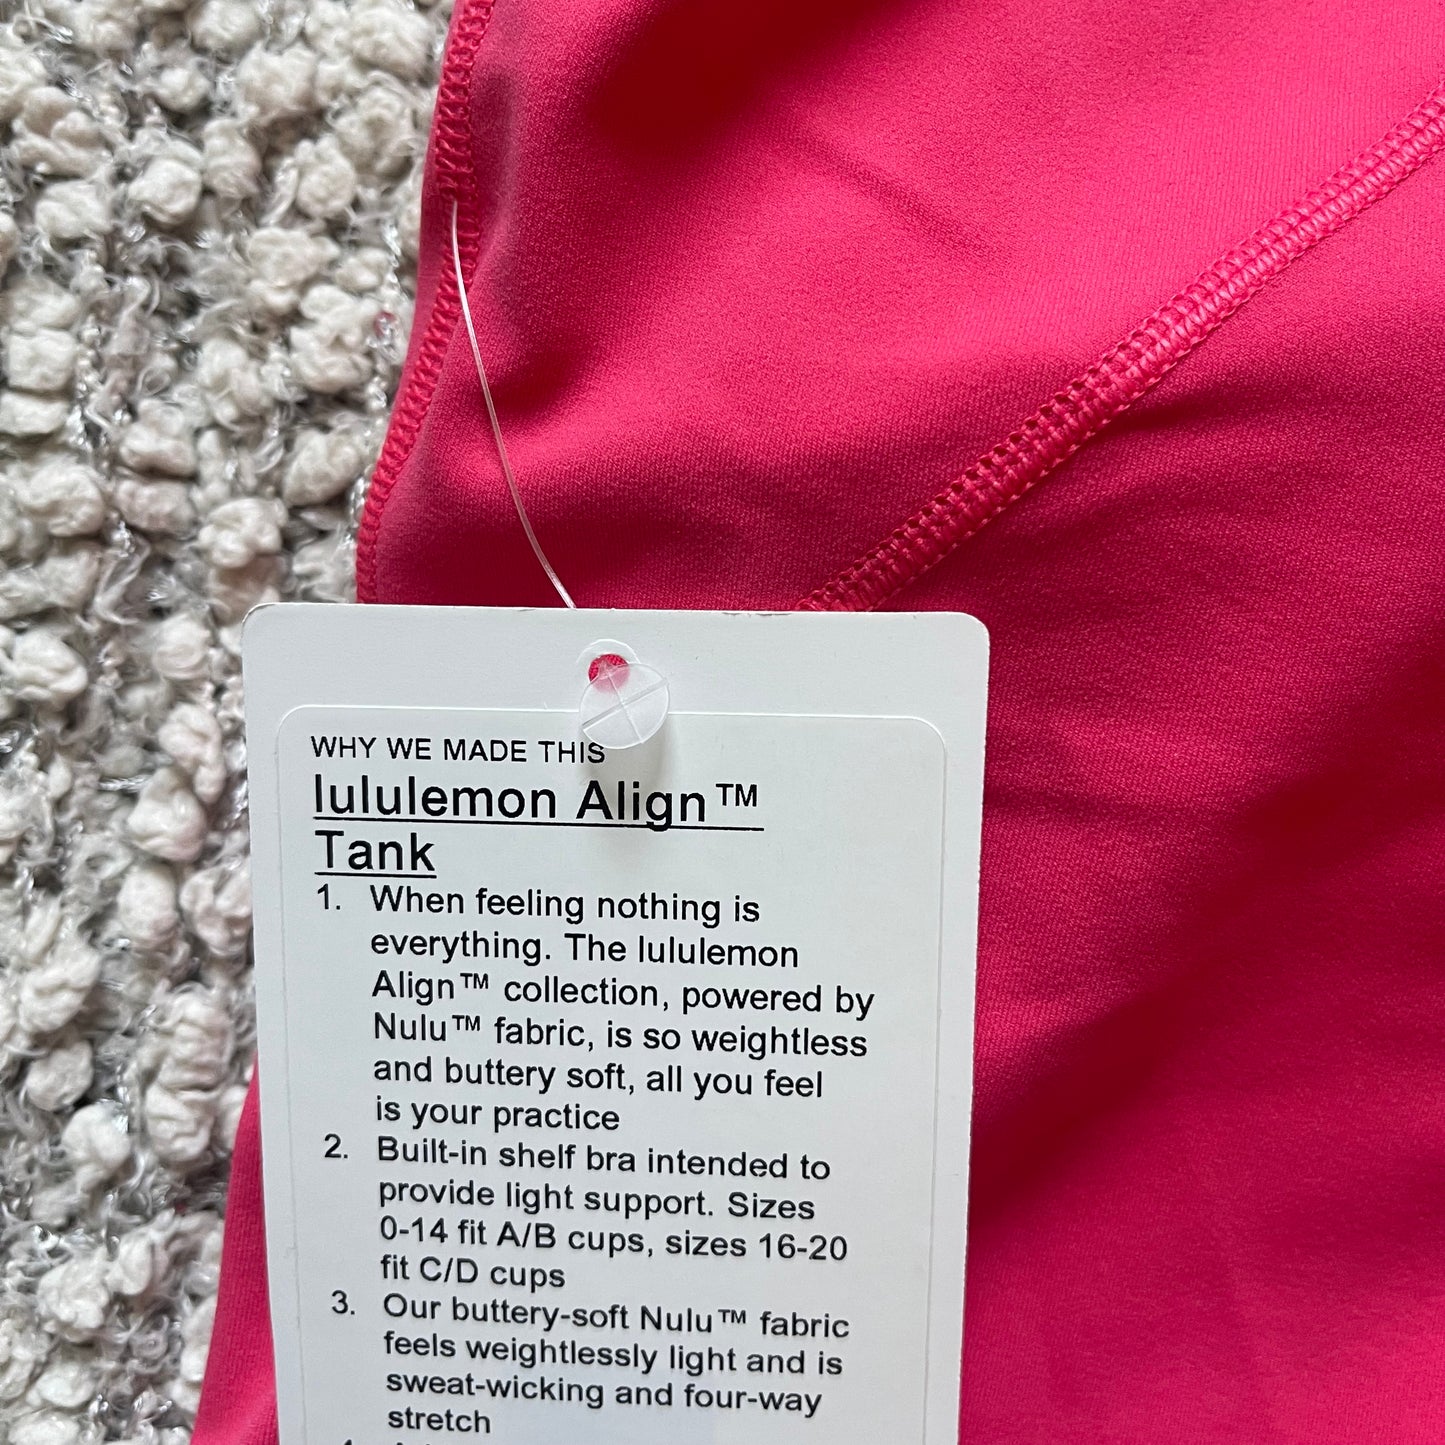 WHY WE MADE THIS
lululemon Align™
Tank
1. When feeling nothing is
everything. The lululemon
Align™ collection, powered by
Nulu™ fabric, is so weightless
and buttery soft, all you feel
is your practice
2. Built-in shelf bra intended to
provide light support. Sizes
0-14 fit A/B cups, sizes 16-20
fit C/D cups
3. Our buttery-soft Nulu™ fabric
feels weightlessly light and is
sweat-wicking and four-way
stretch